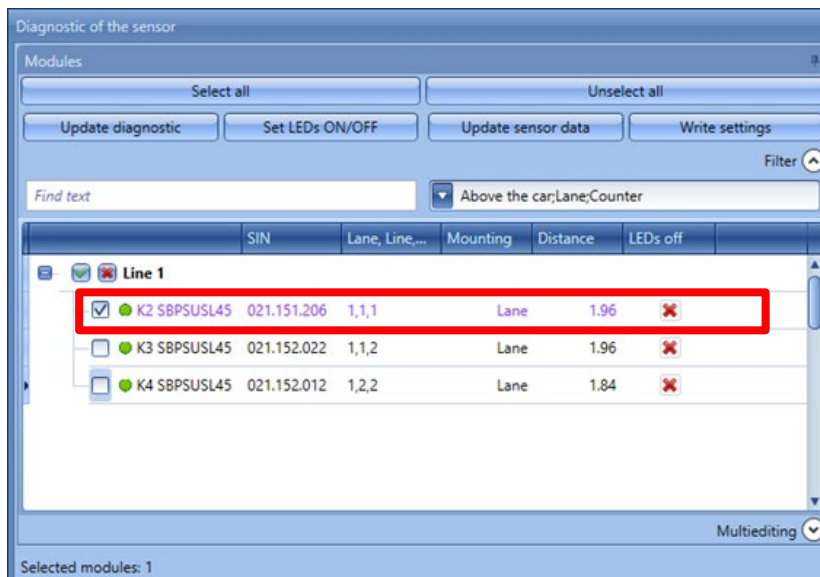 Diagnostic of the sensor
Modules
Select all Unselect all
Update diagnostic Set LEDs ON/OFF Update sensor data Write settings
Filter
Find text Above the car;Lane;Counter
SIN Lane, Line,... Mounting Distance LEDs off
Line 1
K2 SBPSUSL45 021.151.206 1,1,1 Lane 1.96
K3 SBPSUSL45 021.152.022 1,1,2 Lane 1.96
K4 SBPSUSL45 021.152.012 1,2,2 Lane 1.84
Multiediting
Selected modules: 1